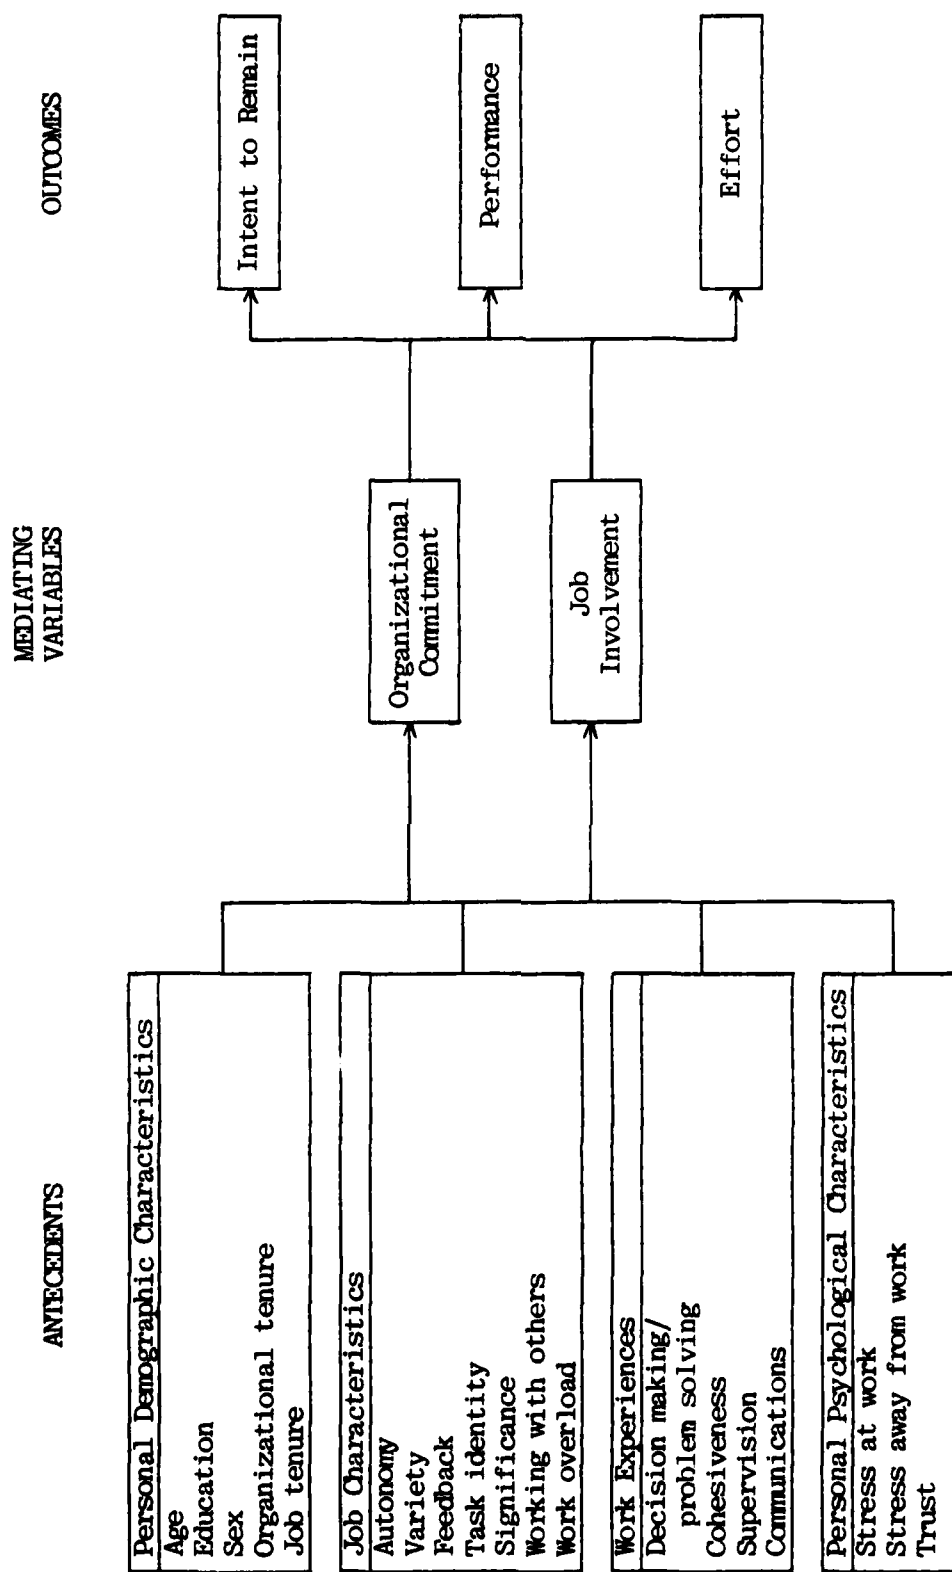 ANTECEDENTS
MEDIATING
VARIABLES
OUTCOMES
Personal Demographic Characteristics
Age
Education
Sex
Organizational tenure
Job tenure
Job Characteristics
Autonomy
Variety
Feedback
Task identity
Significance
Working with others
Work overload
Work Experiences
Decision making/
problem solving
Cohesiveness
Supervision
Communications
Personal Psychological Characteristics
Stress at work
Stress away from work
Trust
Organizational
Commitment
Job
Involvement
Intent to Remain
Performance
Effort